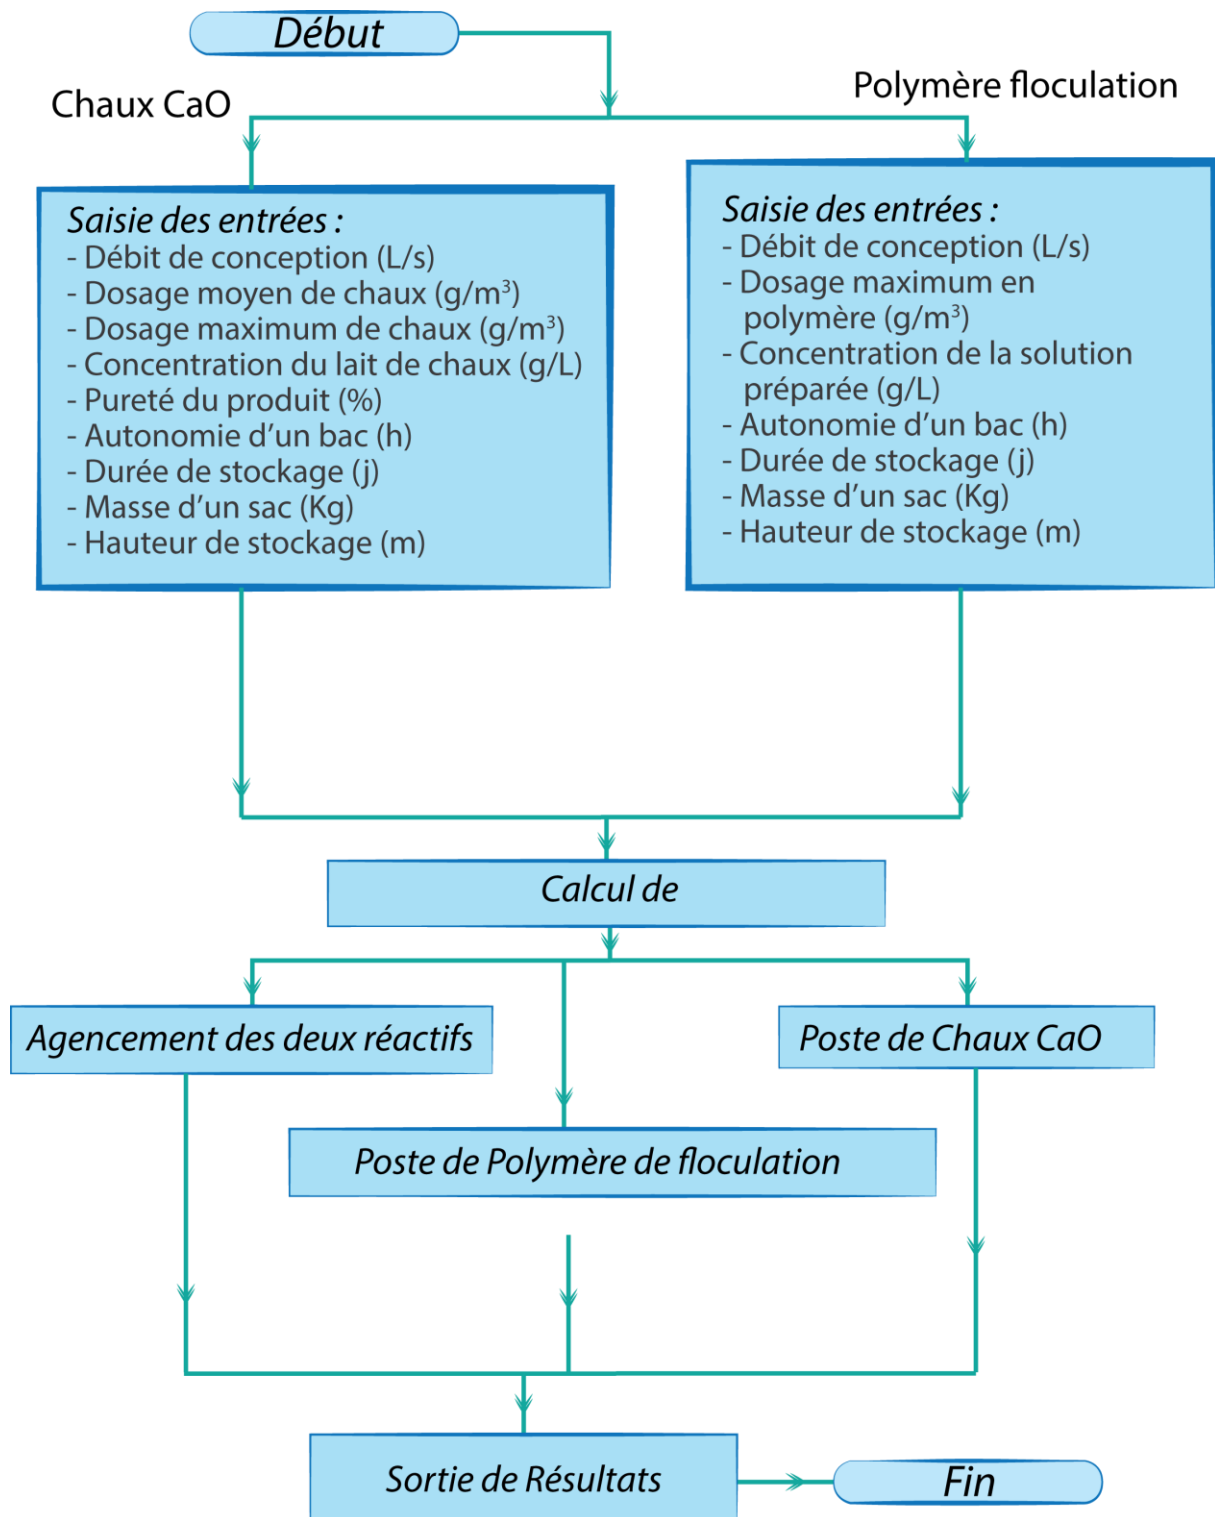 Début
Chaux CaO
Polymère floculation
Saisie des entrées :
- Débit de conception (L/s)
- Dosage moyen de chaux (g/m³)
- Dosage maximum de chaux (g/m³)
- Concentration du lait de chaux (g/L)
- Pureté du produit (%)
- Autonomie d’un bac (h)
- Durée de stockage (j)
- Masse d’un sac (Kg)
- Hauteur de stockage (m)
Saisie des entrées :
- Débit de conception (L/s)
- Dosage maximum en
polymère (g/m³)
- Concentration de la solution
préparée (g/L)
- Autonomie d’un bac (h)
- Durée de stockage (j)
- Masse d’un sac (Kg)
- Hauteur de stockage (m)
Calcul de
Agencement des deux réactifs
Poste de Chaux CaO
Poste de Polymère de floculation
Sortie de Résultats
Fin